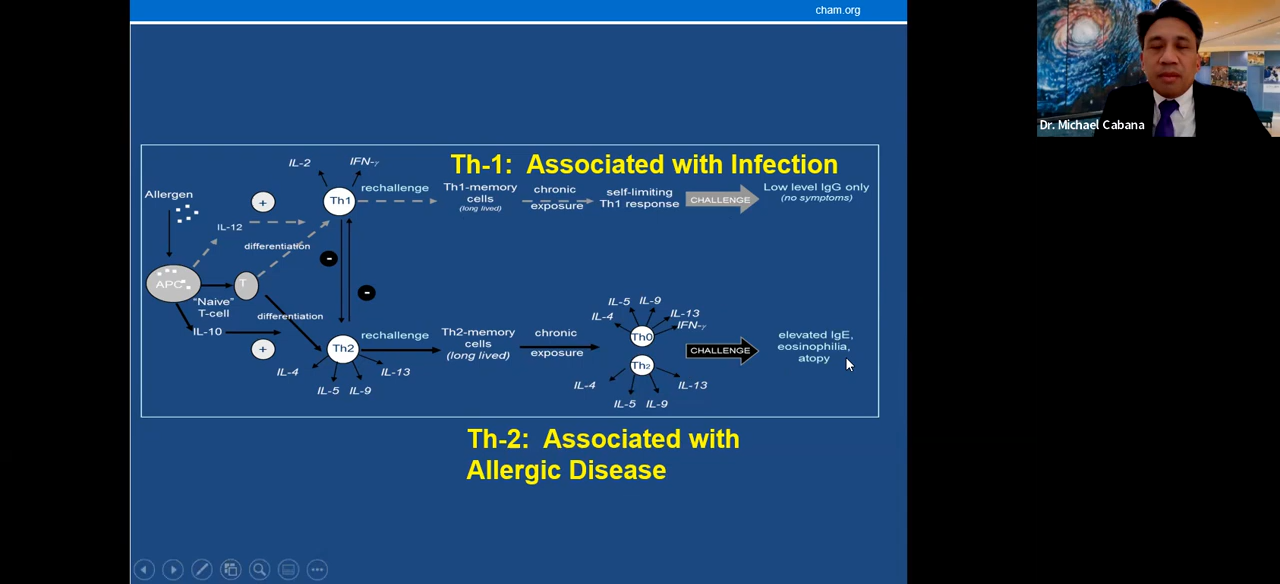 cham.org
Dr. Michael Cabana
Th-1: Associated with Infection
Allergen
IL-2
IFN-γ
+
IL-12
differentiation
Th1
rechallenge
Th1-memory
cells
(long lived)
chronic
exposure
self-limiting
Th1 response
CHALLENGE
Low level IgG only
(no symptoms)
APC
T
"Naive"
T-cell
-
-
IL-10
+
differentiation
Th2
IL-4
IL-5
IL-9
IL-13
rechallenge
Th2-memory
cells
(long lived)
chronic
exposure
IL-4
IL-5
IL-9
IL-13
IFN-γ
Th0
Th2
IL-4
IL-5
IL-9
IL-13
CHALLENGE
elevated IgE,
eosinophilia,
atopy
Th-2: Associated with
Allergic Disease